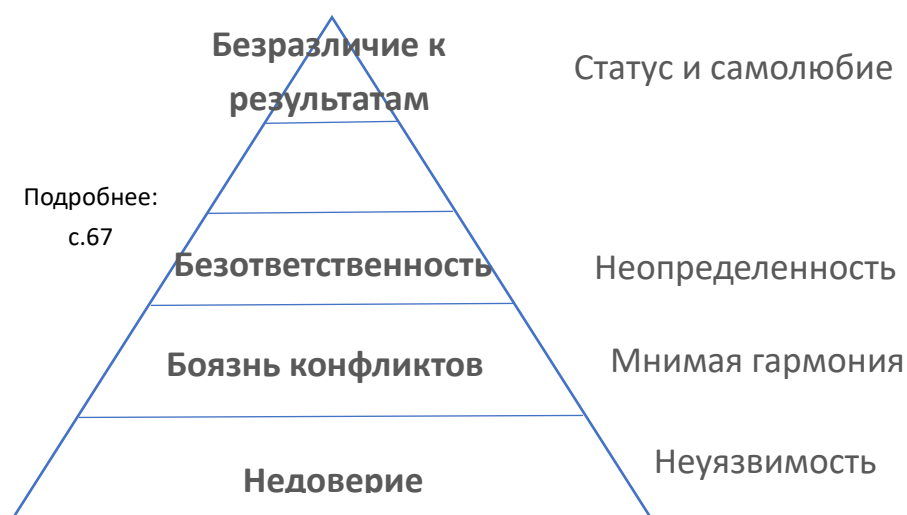 Безразличие к
результатам
Статус и самолюбие
Подробнее:
с.67
Безответственность
Неопределенность
Боязнь конфликтов
Мнимая гармония
Недоверие
Неуязвимость